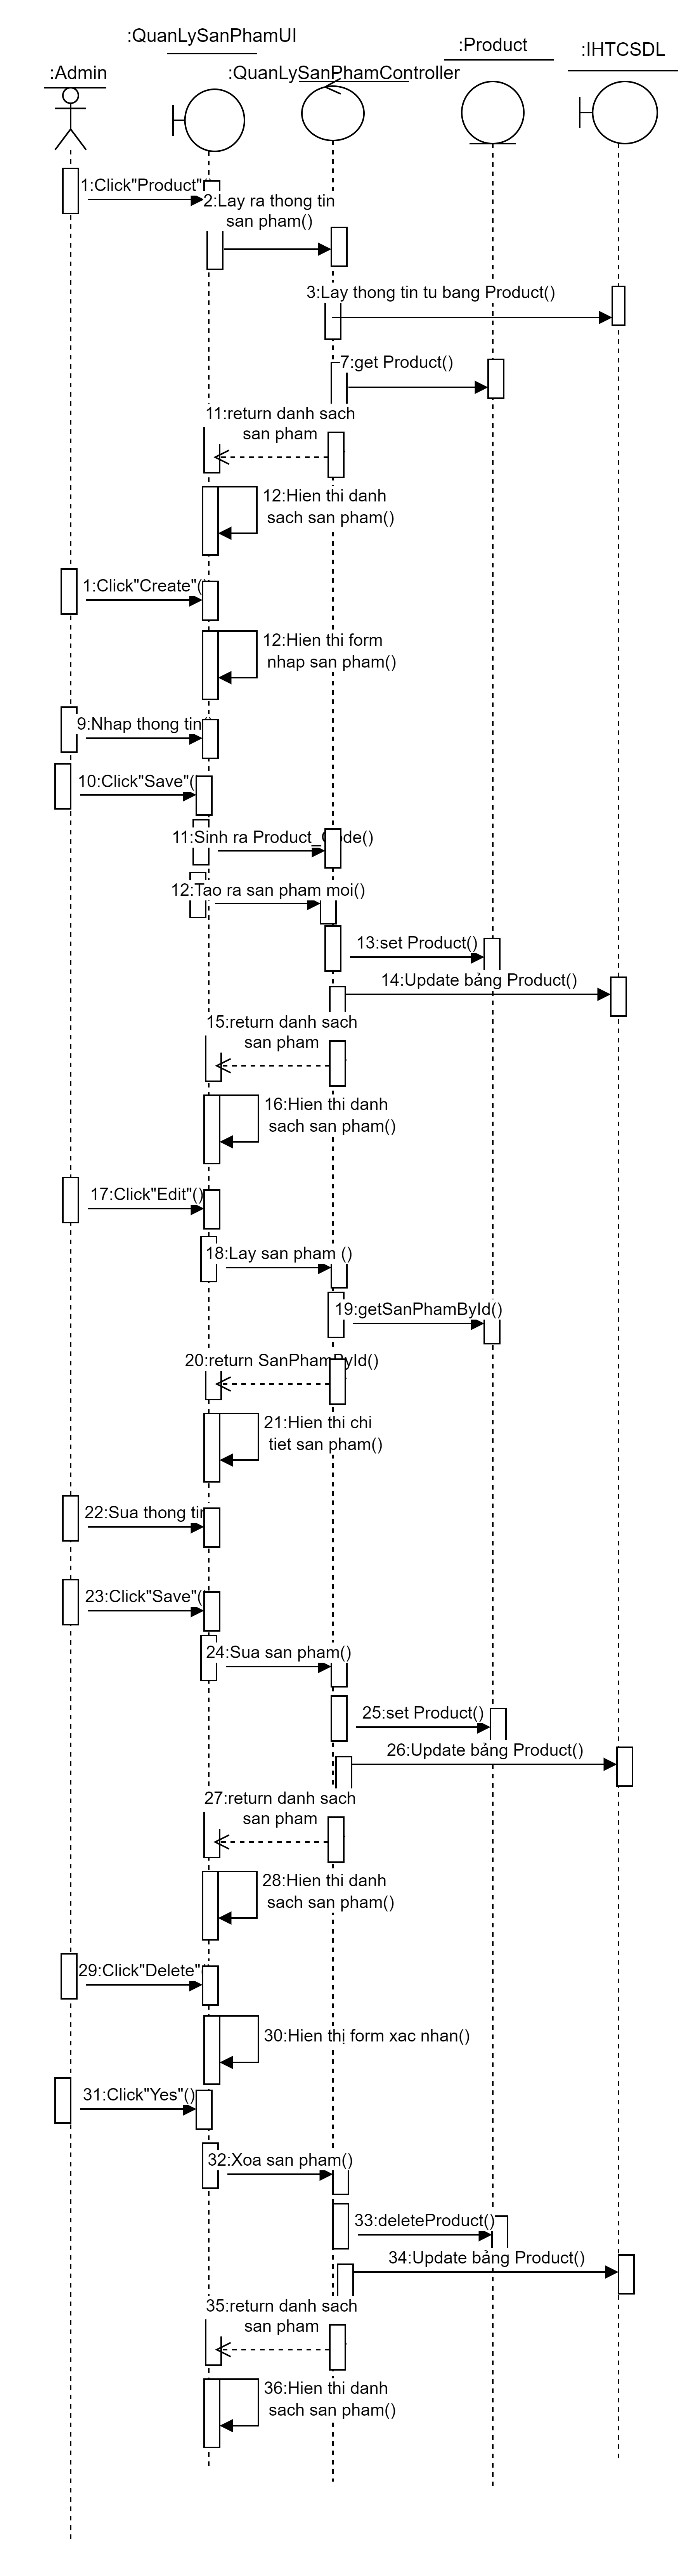 :QuanLySanPhamUI
:Product
:IHTCSDL
:Admin
:QuanLySanPhamController
1:Click"Product"(
2:Lay ra thong tin
san pham()
3:Lay thong tin tu bang Product()
7:get Product()
11:return danh sach
san pham
12:Hien thi danh
sach san pham()
1:Click"Create"(
12:Hien thi form
nhap san pham()
9:Nhap thong tin
10:Click"Save"(
11:Sinh ra Product_Code()
12:Tao ra san pham moi()
13:set Product()
14:Update bảng Product()
15:return danh sach
san pham
16:Hien thi danh
sach san pham()
17:Click"Edit"()
18:Lay san pham ()
19:getSanPhamById()
20:return SanPhamById()
21:Hien thi chi
tiet san pham()
22:Sua thong tin
23:Click"Save"(
24:Sua san pham()
25:set Product()
26:Update bảng Product()
27:return danh sach
san pham
28:Hien thi danh
sach san pham()
29:Click"Delete"(
30:Hien thị form xac nhan()
31:Click"Yes"()
32:Xoa san pham()
33:deleteProduct()
34:Update bảng Product()
35:return danh sach
san pham
36:Hien thi danh
sach san pham()